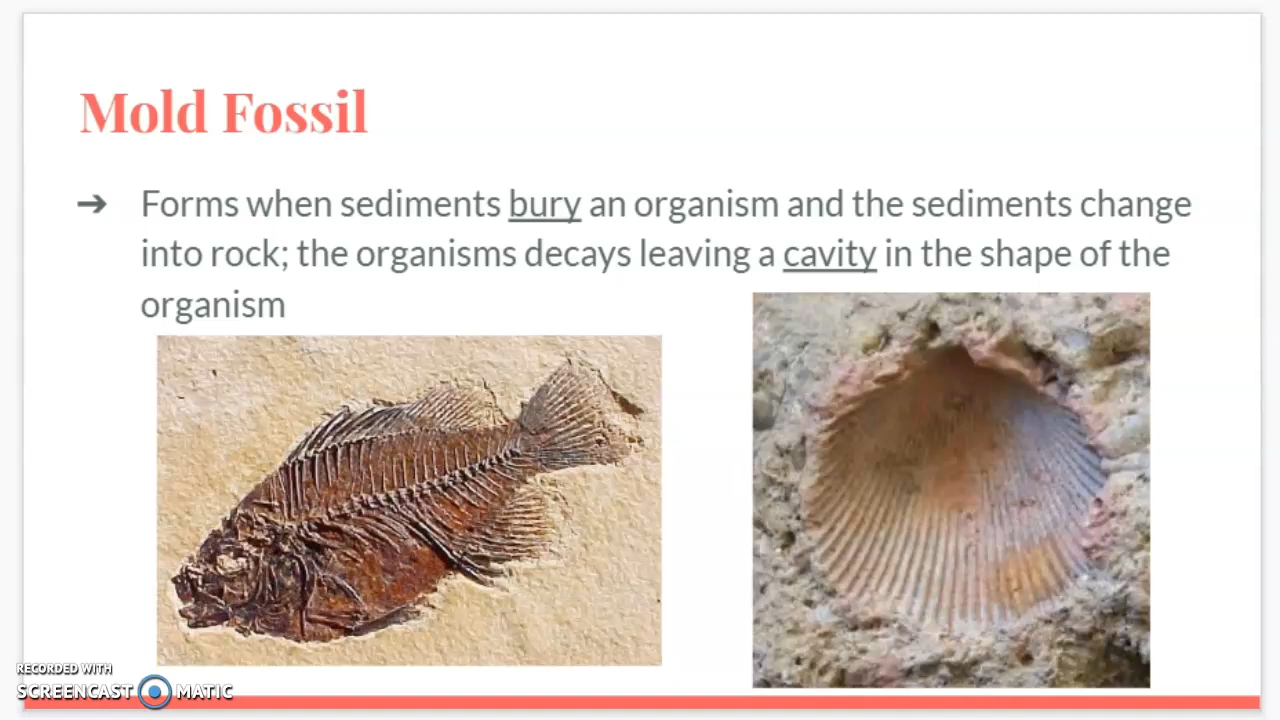 Mold Fossil
➔ Forms when sediments bury an organism and the sediments change
into rock; the organisms decays leaving a cavity in the shape of the
organism
RECORDED WITH
SCREENCAST MATIC